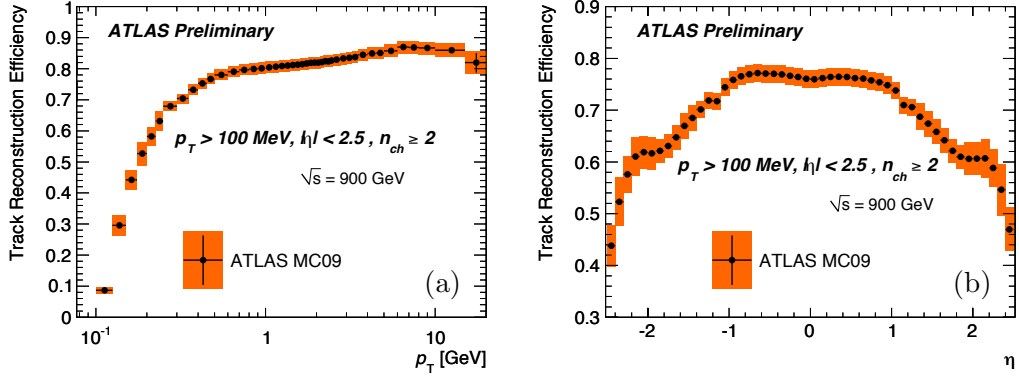 ATLAS Preliminary
Track Reconstruction Efficiency
1
0.9
0.8
0.7
0.6
0.5
0.4
0.3
0.2
0.1
0
p_T > 100 MeV, |η| < 2.5 , n_ch ≥ 2
√s = 900 GeV
ATLAS MC09
(a)
10⁻¹ 1 10
p_T [GeV]
ATLAS Preliminary
Track Reconstruction Efficiency
0.9
0.8
0.7
0.6
0.5
0.4
0.3
p_T > 100 MeV, |η| < 2.5 , n_ch ≥ 2
√s = 900 GeV
ATLAS MC09
(b)
-2 -1 0 1 2
η